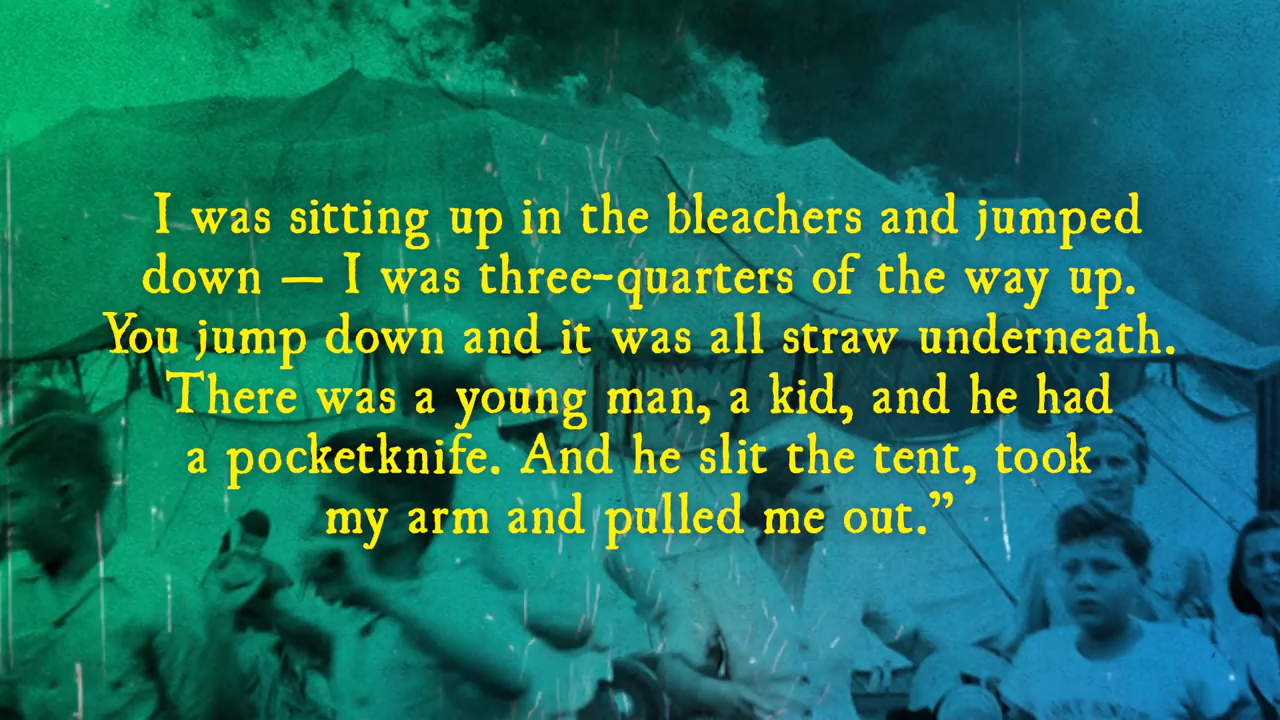 I was sitting up in the bleachers and jumped
down — I was three-quarters of the way up.
You jump down and it was all straw underneath.
There was a young man, a kid, and he had
a pocketknife. And he slit the tent, took
my arm and pulled me out.”